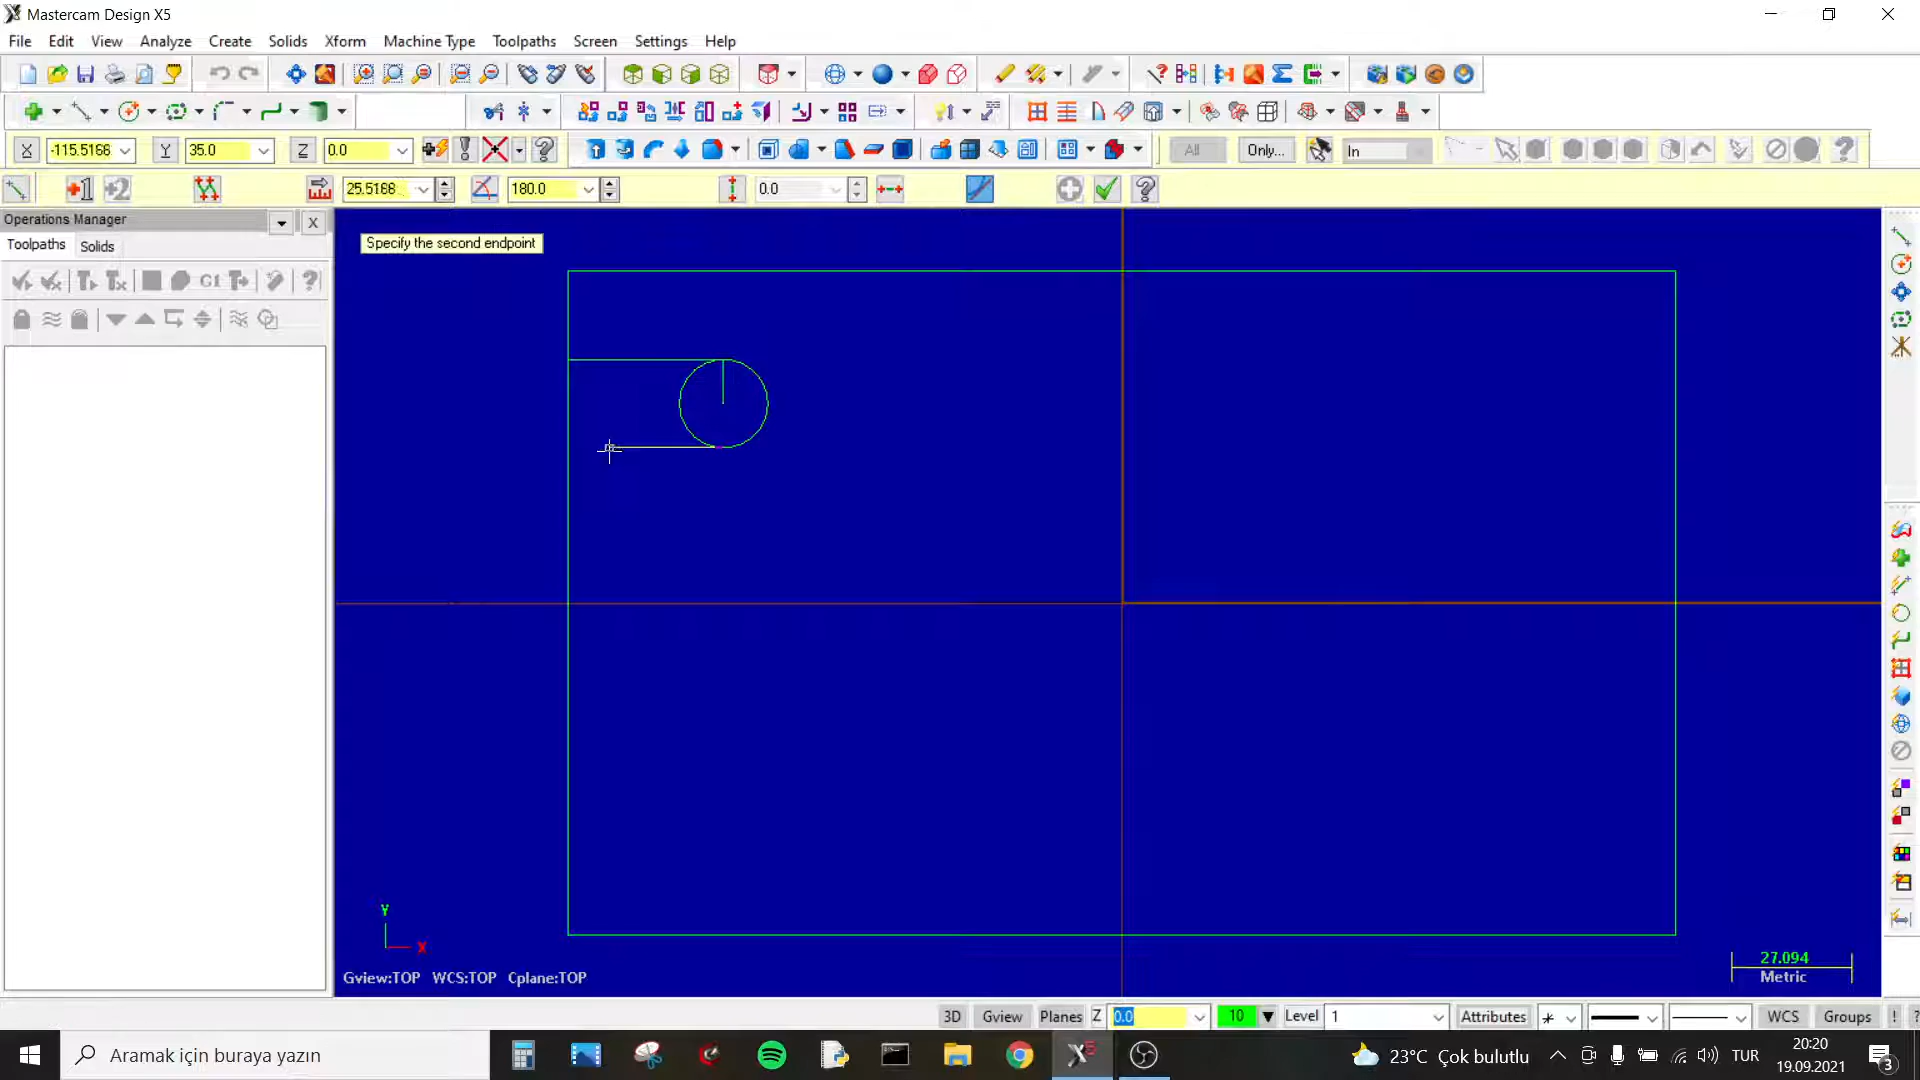 Mastercam Design X5
File Edit View Analyze Create Solids Xform Machine Type Toolpaths Screen Settings Help
X -115.5166 Y 35.0 Z 0.0 All Only... In
25.5168 180.0 0.0
Operations Manager X
Toolpaths Solids
G1
Specify the second endpoint
Y
X
Gview:TOP WCS:TOP Cplane:TOP
27.094
Metric
3D Gview Planes Z 0.0 10 Level 1 Attributes WCS Groups ! ?
Aramak için buraya yazın
23°C Çok bulutlu TUR
20:20
19.09.2021
3